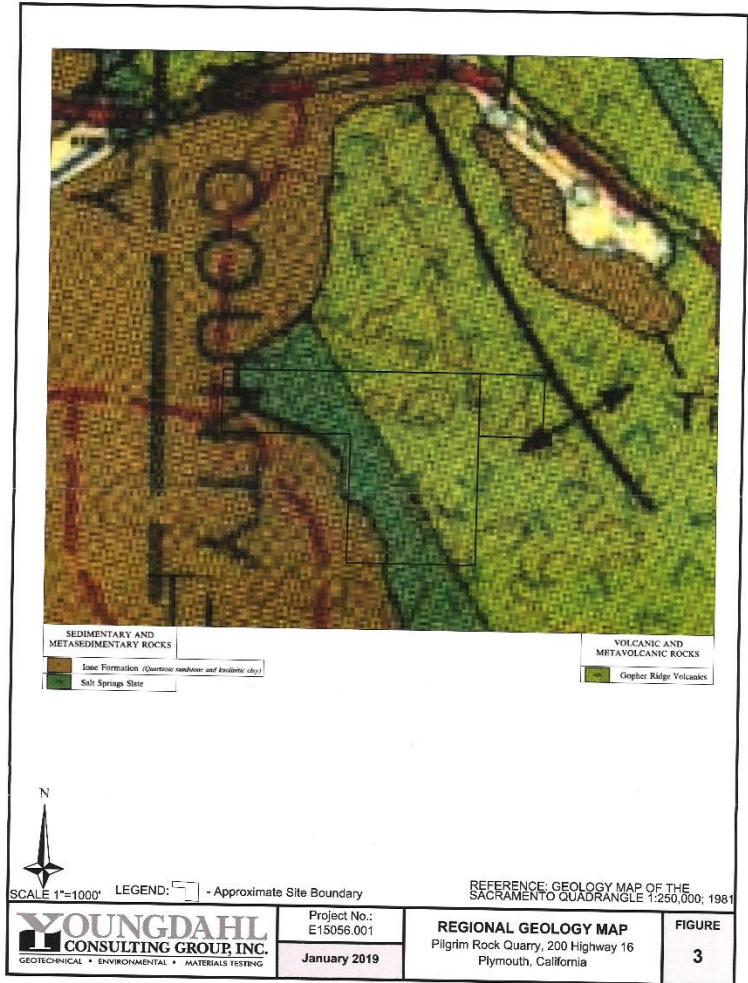 COUNTY
A
T
SEDIMENTARY AND
METASEDIMENTARY ROCKS
Ione Formation (Quartzose sandstone and kaolinitic clay)
Salt Springs Slate
VOLCANIC AND
METAVOLCANIC ROCKS
Gopher Ridge Volcanics
N
SCALE 1"=1000'
LEGENED: - Approximate Site Boundary
REFERENCE: GEOLOGY MAP OF THE
SACRAMENTO QUADRANGLE 1:250,000; 1981
YOUNGDAHL
CONSULTING GROUP, INC.
GEOTECHNICAL • ENVIRONMENTAL • MATERIALS TESTING
Project No.:
E15056.001
January 2019
REGIONAL GEOLOGY MAP
Pilgrim Rock Quarry, 200 Highway 16
Plymouth, California
FIGURE
3